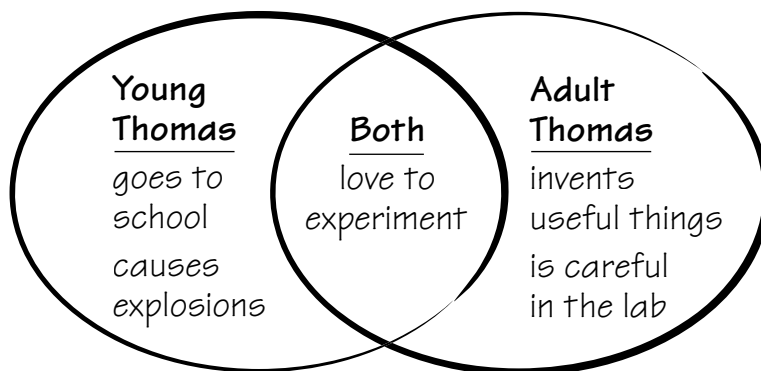 Young
Thomas
goes to
school
causes
explosions
Both
love to
experiment
Adult
Thomas
invents
useful things
is careful
in the lab